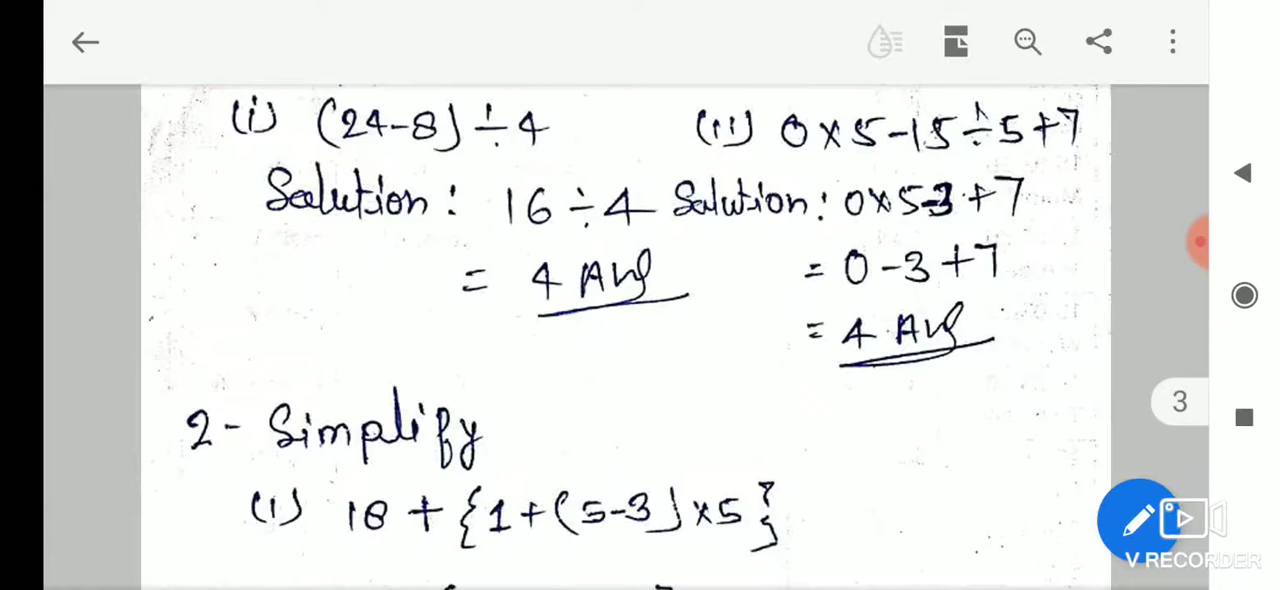 (i) (24-8) ÷ 4
(iii) 0×5-15÷5+7
Solution: 16 ÷ 4
Solution: 0×5-3+7
= 4 Ans
= 0-3+7
= 4 Ans
2- Simplify
(i) 18 + {1+(5-3)×5}
3
V RECORDER